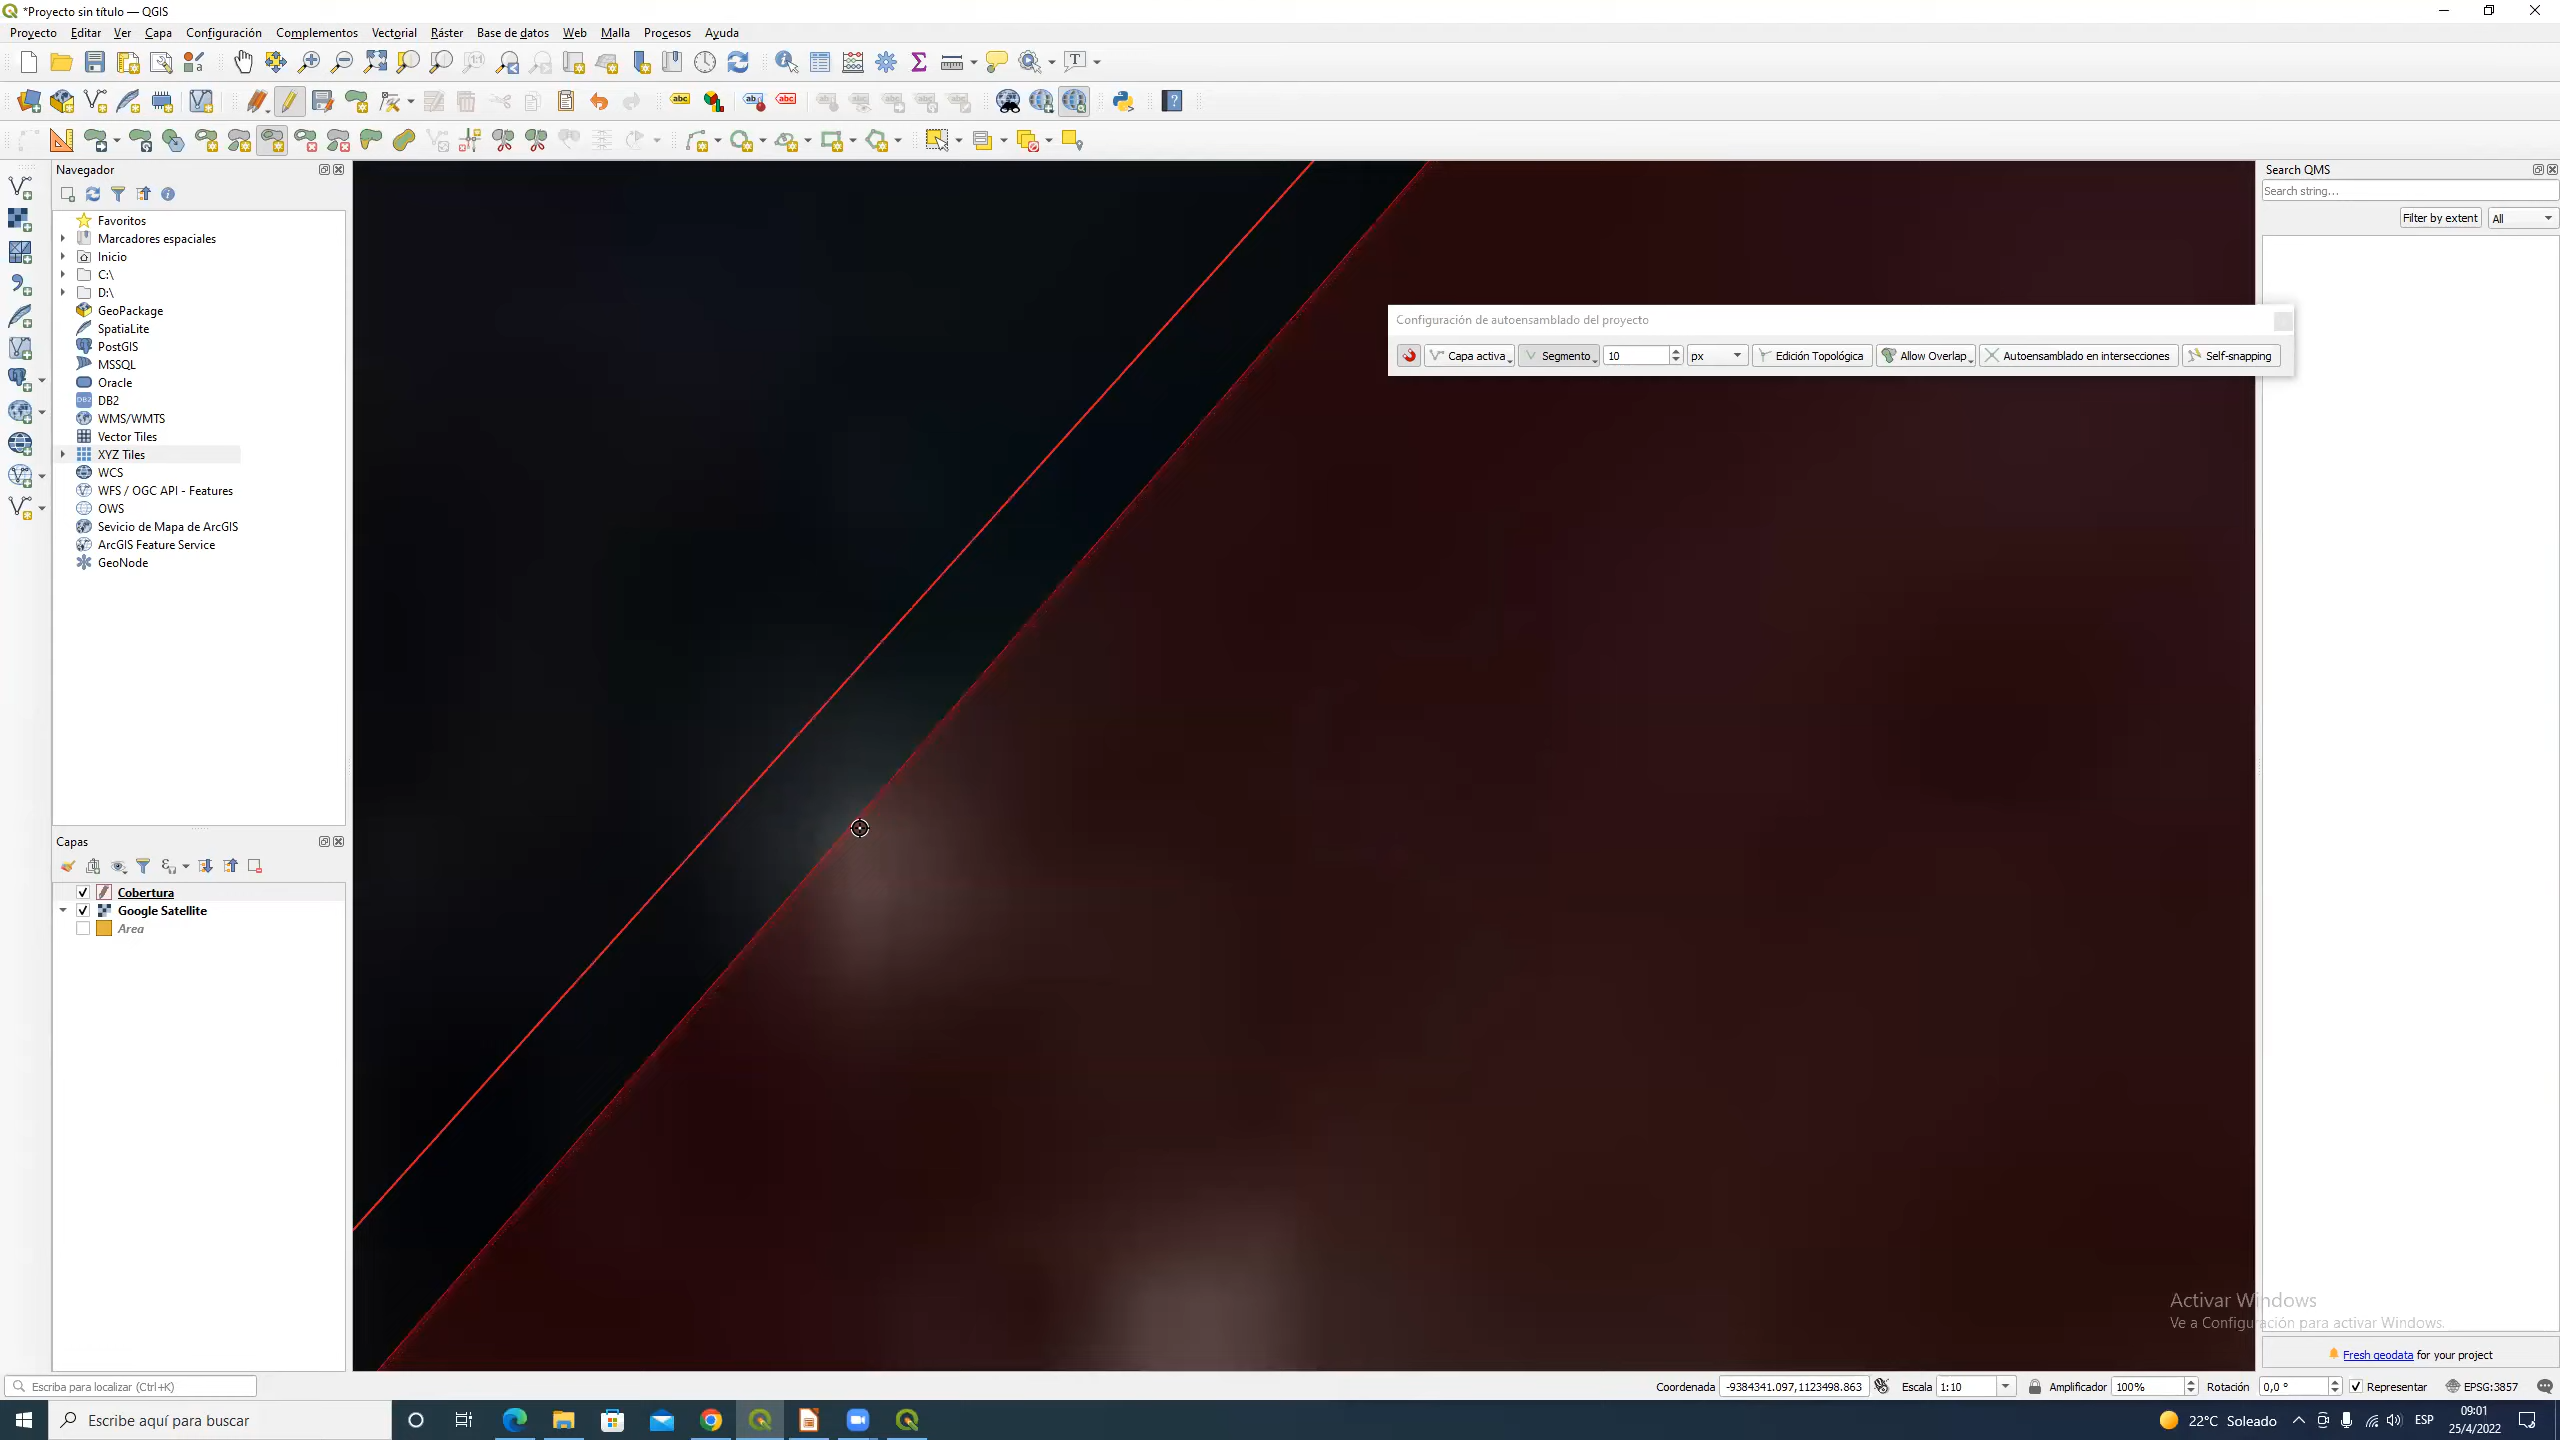 *Proyecto sin título — QGIS
Proyecto Editar Ver Capa Configuración Complementos Vectorial Ráster Base de datos Web Malla Procesos Ayuda
Navegador
Favoritos
Marcadores espaciales
Inicio
C:\
D:\
GeoPackage
SpatiaLite
PostGIS
MSSQL
Oracle
DB2
WMS/WMTS
Vector Tiles
XYZ Tiles
WCS
WFS / OGC API - Features
OWS
Sevicio de Mapa de ArcGIS
ArcGIS Feature Service
GeoNode
Capas
Cobertura
Google Satellite
Area
Configuración de autoensamblado del proyecto
Capa activa Segmento 10 px Edición Topológica Allow Overlap Autoensamblado en intersecciones Self-snapping
Search QMS
Search string...
Filter by extent All
Activar Windows
Ve a Configuración para activar Windows.
Fresh geodata for your project
Escriba para localizar (Ctrl+K) Coordenada -9384341.097,1123498.863 Escala 1:10 Amplificador 100% Rotación 0,0 ° Representar EPSG:3857
Escribe aquí para buscar 22°C Soleado ESP 09:01
25/4/2022